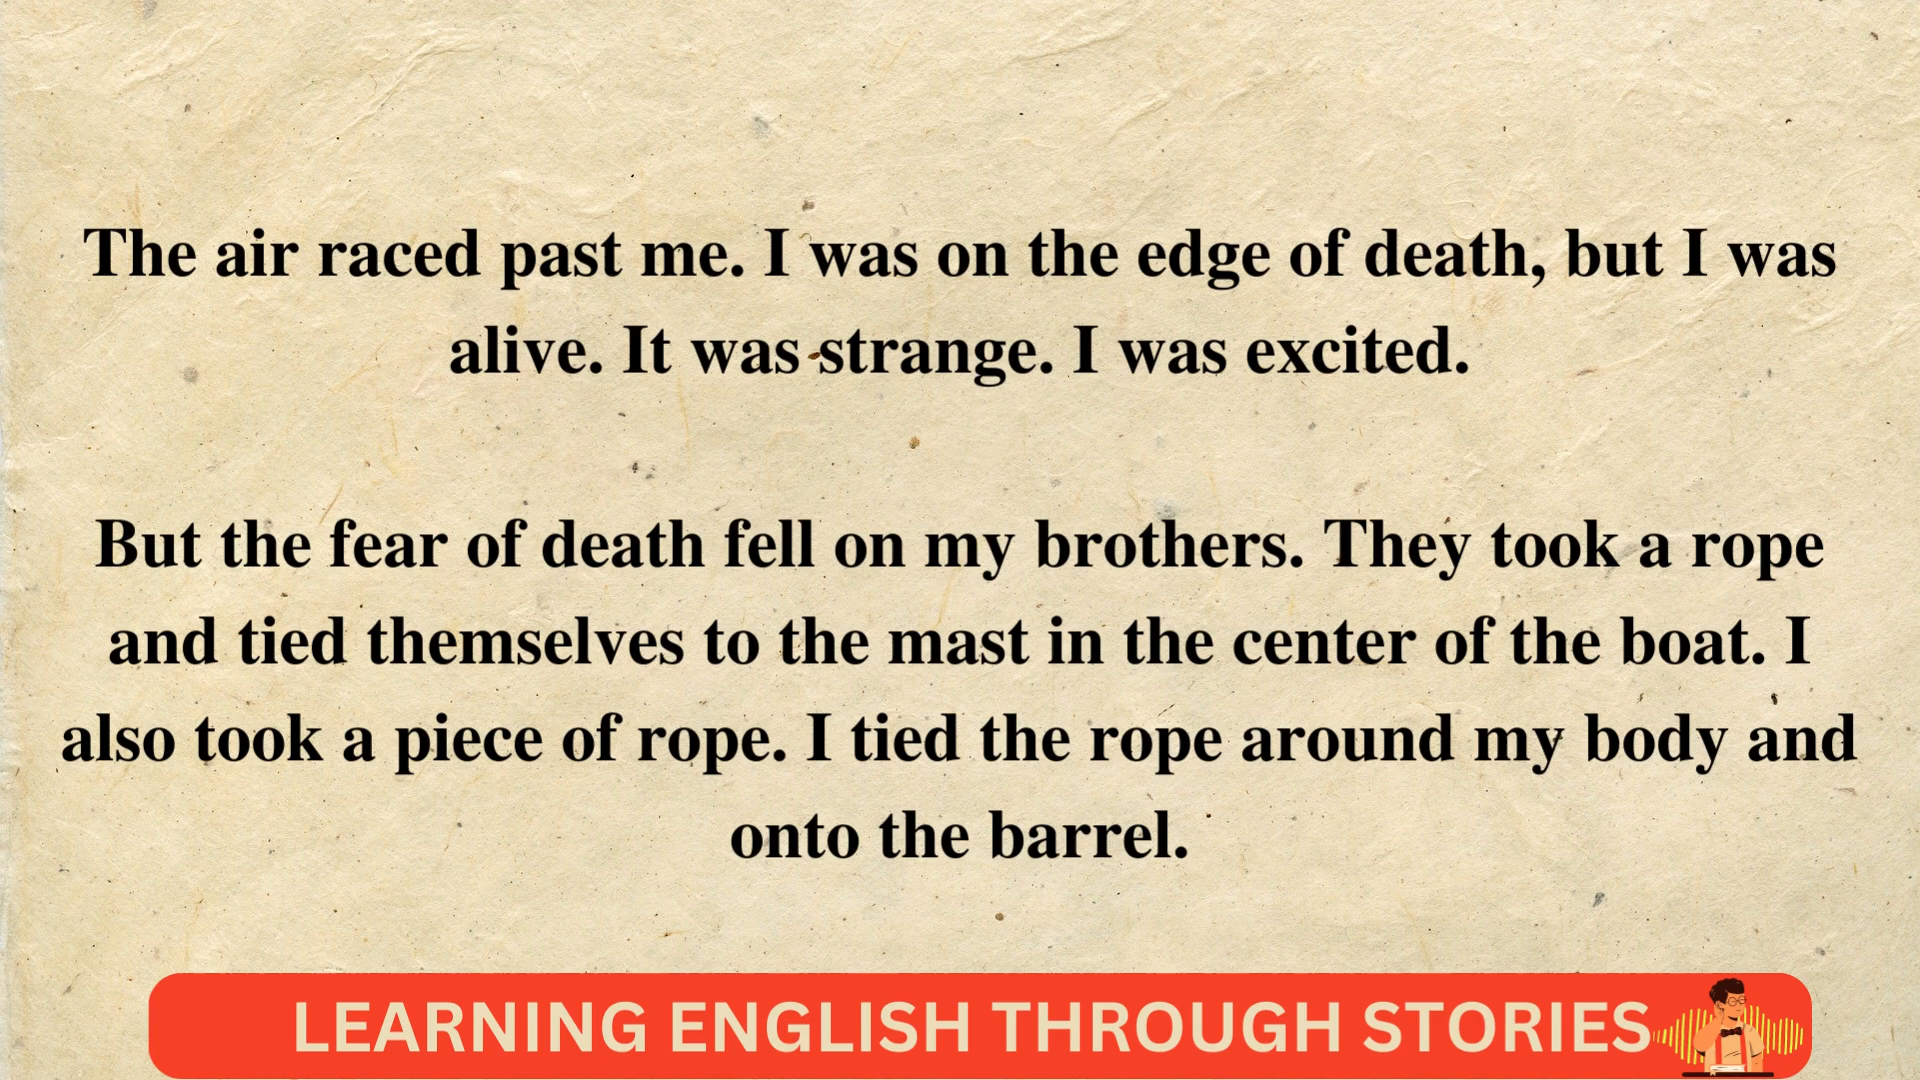 The air raced past me. I was on the edge of death, but I was
alive. It was strange. I was excited.
But the fear of death fell on my brothers. They took a rope
and tied themselves to the mast in the center of the boat. I
also took a piece of rope. I tied the rope around my body and
onto the barrel.
LEARNING ENGLISH THROUGH STORIES